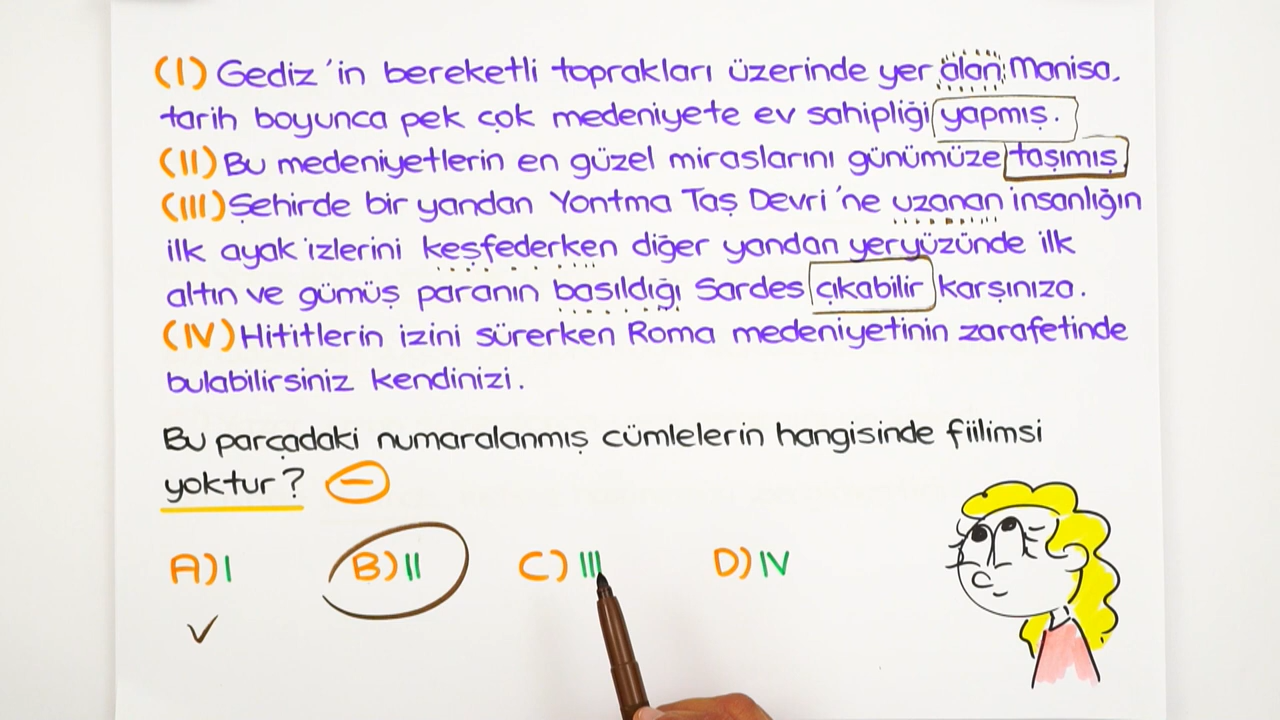 (I) Gediz'in bereketli toprakları üzerinde yer alan Manisa,
tarih boyunca pek çok medeniyete ev sahipliği yapmış.
(II) Bu medeniyetlerin en güzel miraslarını günümüze taşımış
(III) Şehirde bir yandan Yontma Taş Devri'ne uzanan insanlığın
ilk ayak izlerini keşfederken diğer yandan yeryüzünde ilk
altın ve gümüş paranın basıldığı Sardes çıkabilir karşınıza.
(IV) Hititlerin izini sürerken Roma medeniyetinin zarafetinde
bulabilirsiniz kendinizi.
Bu parçadaki numaralanmış cümlelerin hangisinde fiilimsi
yoktur? -
A) I B) II C) III D) IV